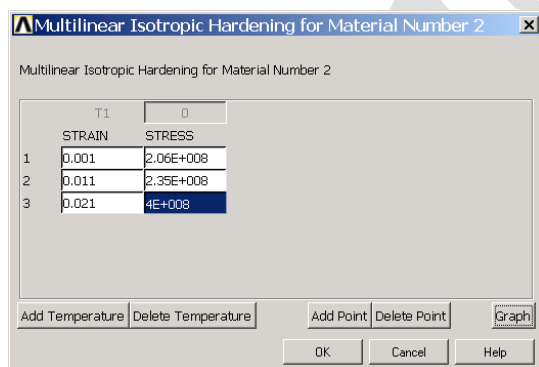 Multilinear Isotropic Hardening for Material Number 2
Multilinear Isotropic Hardening for Material Number 2
T1 0
STRAIN STRESS
1 0.001 2.06E+008
2 0.011 2.35E+008
3 0.021 4E+008
Add Temperature Delete Temperature Add Point Delete Point Graph
OK Cancel Help